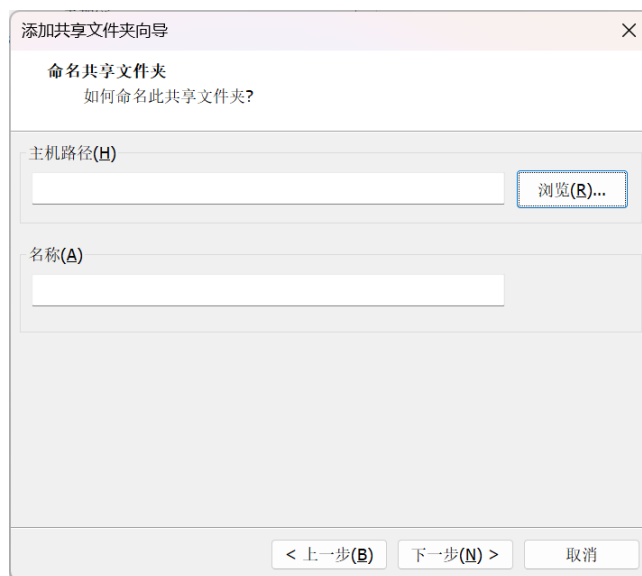 添加共享文件夹向导
命名共享文件夹
如何命名此共享文件夹?
主机路径(H)
浏览(R)...
名称(A)
< 上一步(B)
下一步(N) >
取消